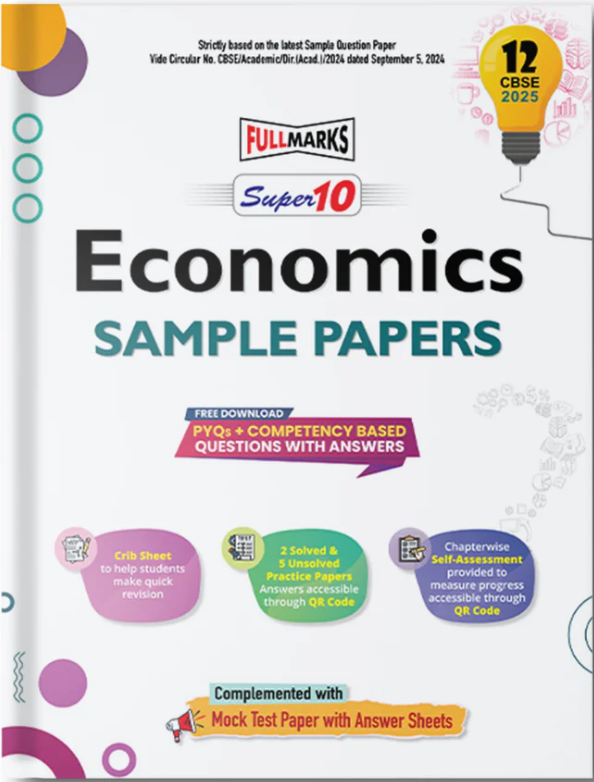 Strictly based on the latest Sample Question Paper
Vide Circular No. CBSE/Academic/Dir.(Acad.)/2024 dated September 5, 2024
12
CBSE
2025
FULLMARKS
Super10
Economics
SAMPLE PAPERS
FREE DOWNLOAD
PYQs + COMPETENCY BASED
QUESTIONS WITH ANSWERS
Crib Sheet
to help students
make quick
revision
2 Solved &
5 Unsolved
Practice Papers
Answers accessible
through QR Code
Chapterwise
Self-Assessment
provided to
measure progress
accessible through
QR Code
Complemented with
Mock Test Paper with Answer Sheets